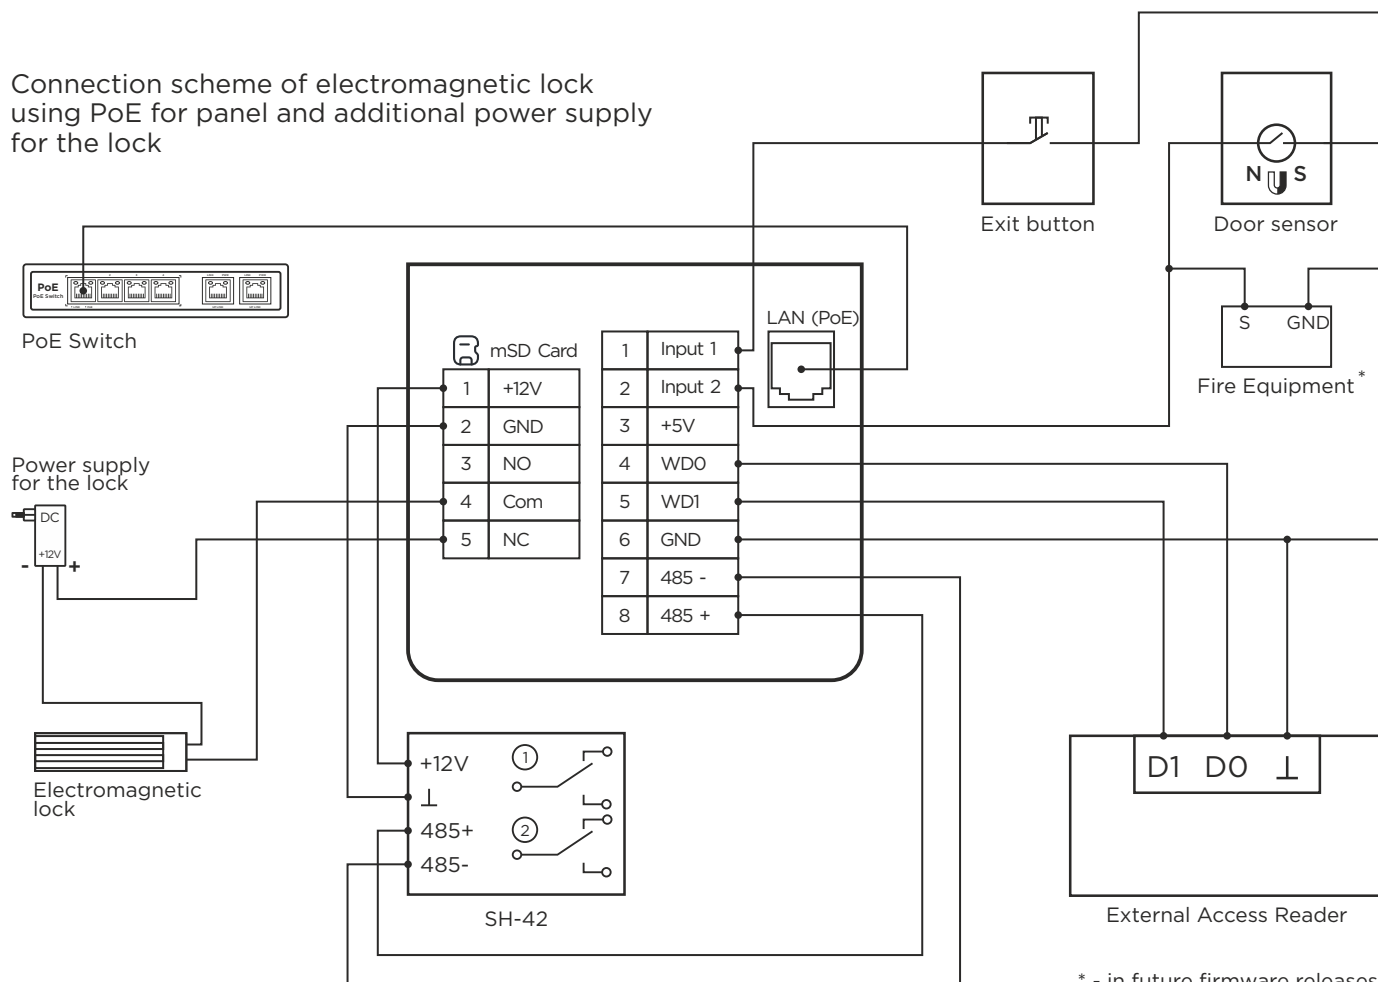 Connection scheme of electromagnetic lock
using PoE for panel and additional power supply
for the lock
N S
Exit button
Door sensor
PoE
PoE Switch
PoE Switch
LAN (PoE)
S GND
Fire Equipment *
mSD Card
1 +12V
2 GND
3 NO
4 Com
5 NC
1 Input 1
2 Input 2
3 +5V
4 WD0
5 WD1
6 GND
7 485 -
8 485 +
Power supply
for the lock
DC
+12V
- +
Electromagnetic
lock
+12V
485+
485-
1
2
SH-42
D1 D0
External Access Reader
* - in future firmware releases